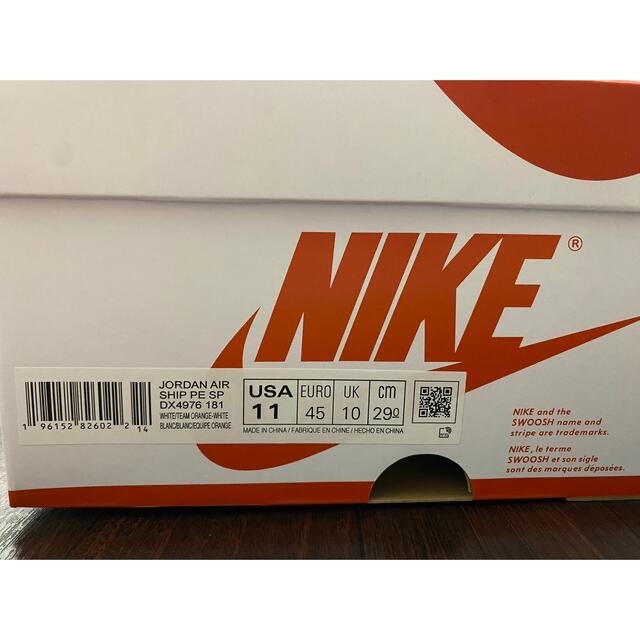 NIKE®
JORDAN AIR
SHIP PE SP
DX4976 181
WHITE/TEAM ORANGE-WHITE
BLANC/BLANC/EQUIPE ORANGE
1 96152 82602 2 14
USA EURO UK cm
11 45 10 29º
MADE IN CHINA / FABRIQUE EN CHINE / HECHO EN CHINA
NIKE and the
SWOOSH name and
stripe are trademarks.
NIKE, le terme
SWOOSH et son sigle
sont des marques déposées.